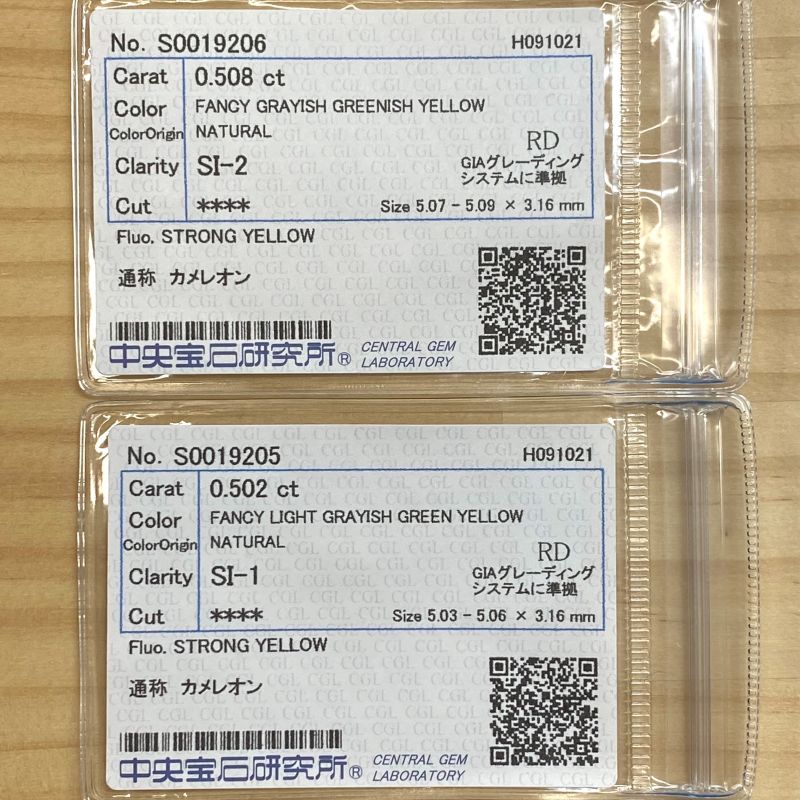 No. S0019206 H091021
Carat 0.508 ct
Color FANCY GRAYISH GREENISH YELLOW
ColorOrigin NATURAL
RD
Clarity SI-2 GIAグレーディング
システムに準拠
Cut **** Size 5.07 - 5.09 × 3.16 mm
Fluo. STRONG YELLOW
通称 カメレオン
中央宝石研究所® CENTRAL GEM
LABORATORY
No. S0019205 H091021
Carat 0.502 ct
Color FANCY LIGHT GRAYISH GREEN YELLOW
ColorOrigin NATURAL
RD
Clarity SI-1 GIAグレーディング
システムに準拠
Cut **** Size 5.03 - 5.06 × 3.16 mm
Fluo. STRONG YELLOW
通称 カメレオン
中央宝石研究所® CENTRAL GEM
LABORATORY